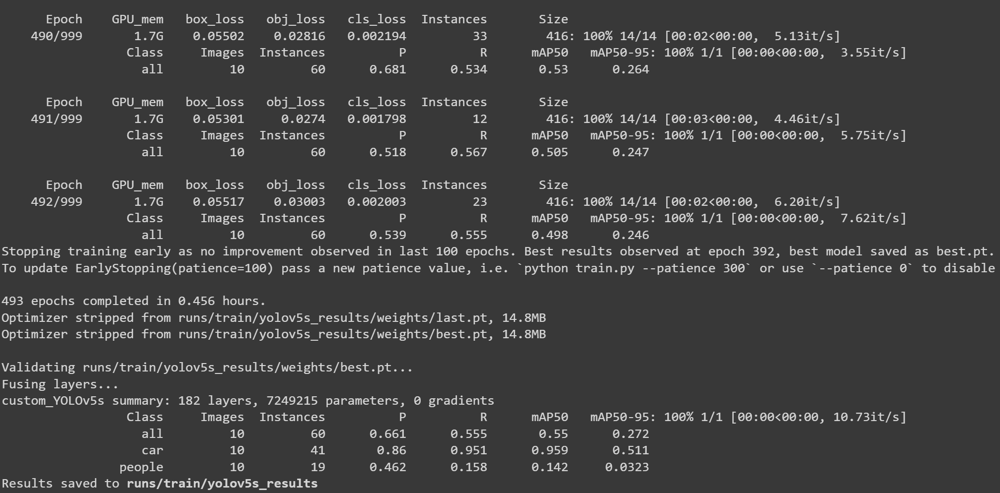 Epoch GPU_mem box_loss obj_loss cls_loss Instances Size
490/999 1.7G 0.05502 0.02816 0.002194 33 416: 100% 14/14 [00:02<00:00, 5.13it/s]
Class Images Instances P R mAP50 mAP50-95: 100% 1/1 [00:00<00:00, 3.55it/s]
all 10 60 0.681 0.534 0.53 0.264
Epoch GPU_mem box_loss obj_loss cls_loss Instances Size
491/999 1.7G 0.05301 0.0274 0.001798 12 416: 100% 14/14 [00:03<00:00, 4.46it/s]
Class Images Instances P R mAP50 mAP50-95: 100% 1/1 [00:00<00:00, 5.75it/s]
all 10 60 0.518 0.567 0.505 0.247
Epoch GPU_mem box_loss obj_loss cls_loss Instances Size
492/999 1.7G 0.05517 0.03003 0.002003 23 416: 100% 14/14 [00:02<00:00, 6.20it/s]
Class Images Instances P R mAP50 mAP50-95: 100% 1/1 [00:00<00:00, 7.62it/s]
all 10 60 0.539 0.555 0.498 0.246
Stopping training early as no improvement observed in last 100 epochs. Best results observed at epoch 392, best model saved as best.pt.
To update EarlyStopping(patience=100) pass a new patience value, i.e. `python train.py --patience 300` or use `--patience 0` to disable
493 epochs completed in 0.456 hours.
Optimizer stripped from runs/train/yolov5s_results/weights/last.pt, 14.8MB
Optimizer stripped from runs/train/yolov5s_results/weights/best.pt, 14.8MB
Validating runs/train/yolov5s_results/weights/best.pt...
Fusing layers...
custom_YOLOv5s summary: 182 layers, 7249215 parameters, 0 gradients
Class Images Instances P R mAP50 mAP50-95: 100% 1/1 [00:00<00:00, 10.73it/s]
all 10 60 0.661 0.555 0.55 0.272
car 10 41 0.86 0.951 0.959 0.511
people 10 19 0.462 0.158 0.142 0.0323
Results saved to runs/train/yolov5s_results